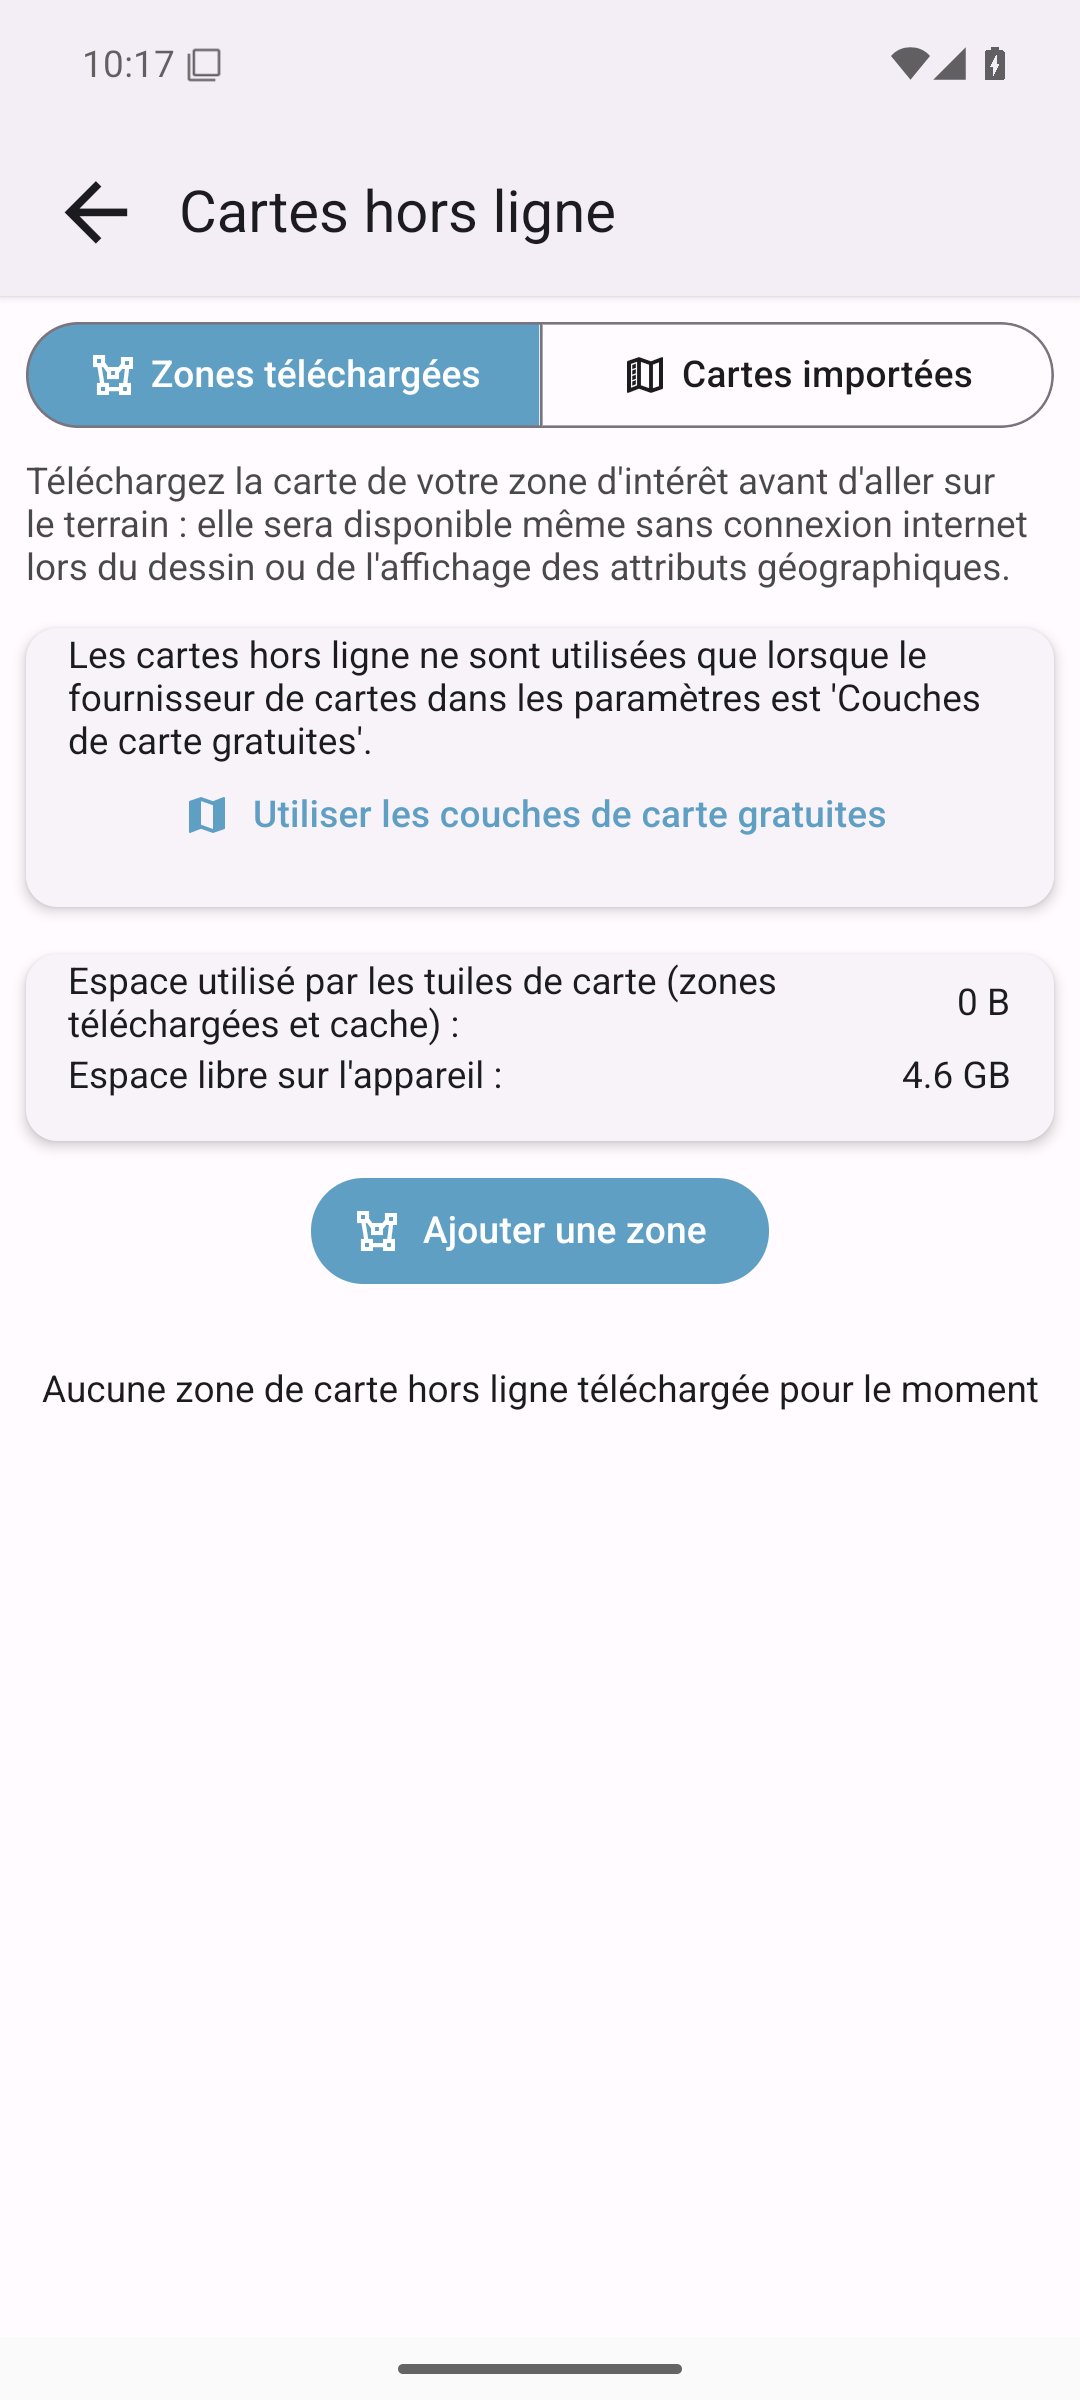 10:17
Cartes hors ligne
Zones téléchargées
Cartes importées
Téléchargez la carte de votre zone d'intérêt avant d'aller sur
le terrain : elle sera disponible même sans connexion internet
lors du dessin ou de l'affichage des attributs géographiques.
Les cartes hors ligne ne sont utilisées que lorsque le
fournisseur de cartes dans les paramètres est 'Couches
de carte gratuites'.
Utiliser les couches de carte gratuites
Espace utilisé par les tuiles de carte (zones
téléchargées et cache) :
0 B
Espace libre sur l'appareil :
4.6 GB
Ajouter une zone
Aucune zone de carte hors ligne téléchargée pour le moment